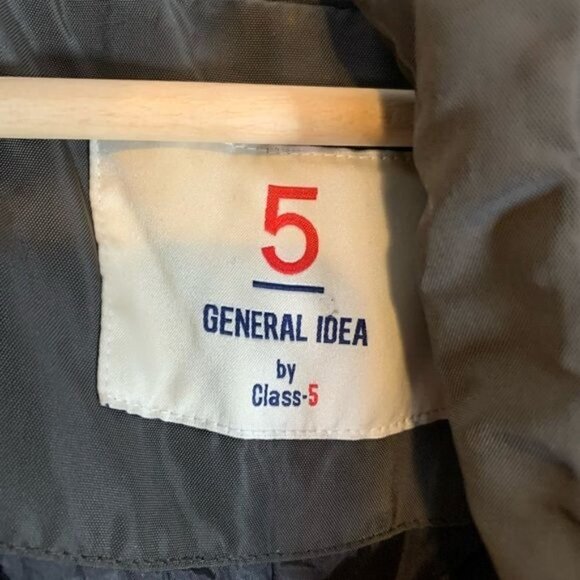 5
GENERAL IDEA
by
Class-5